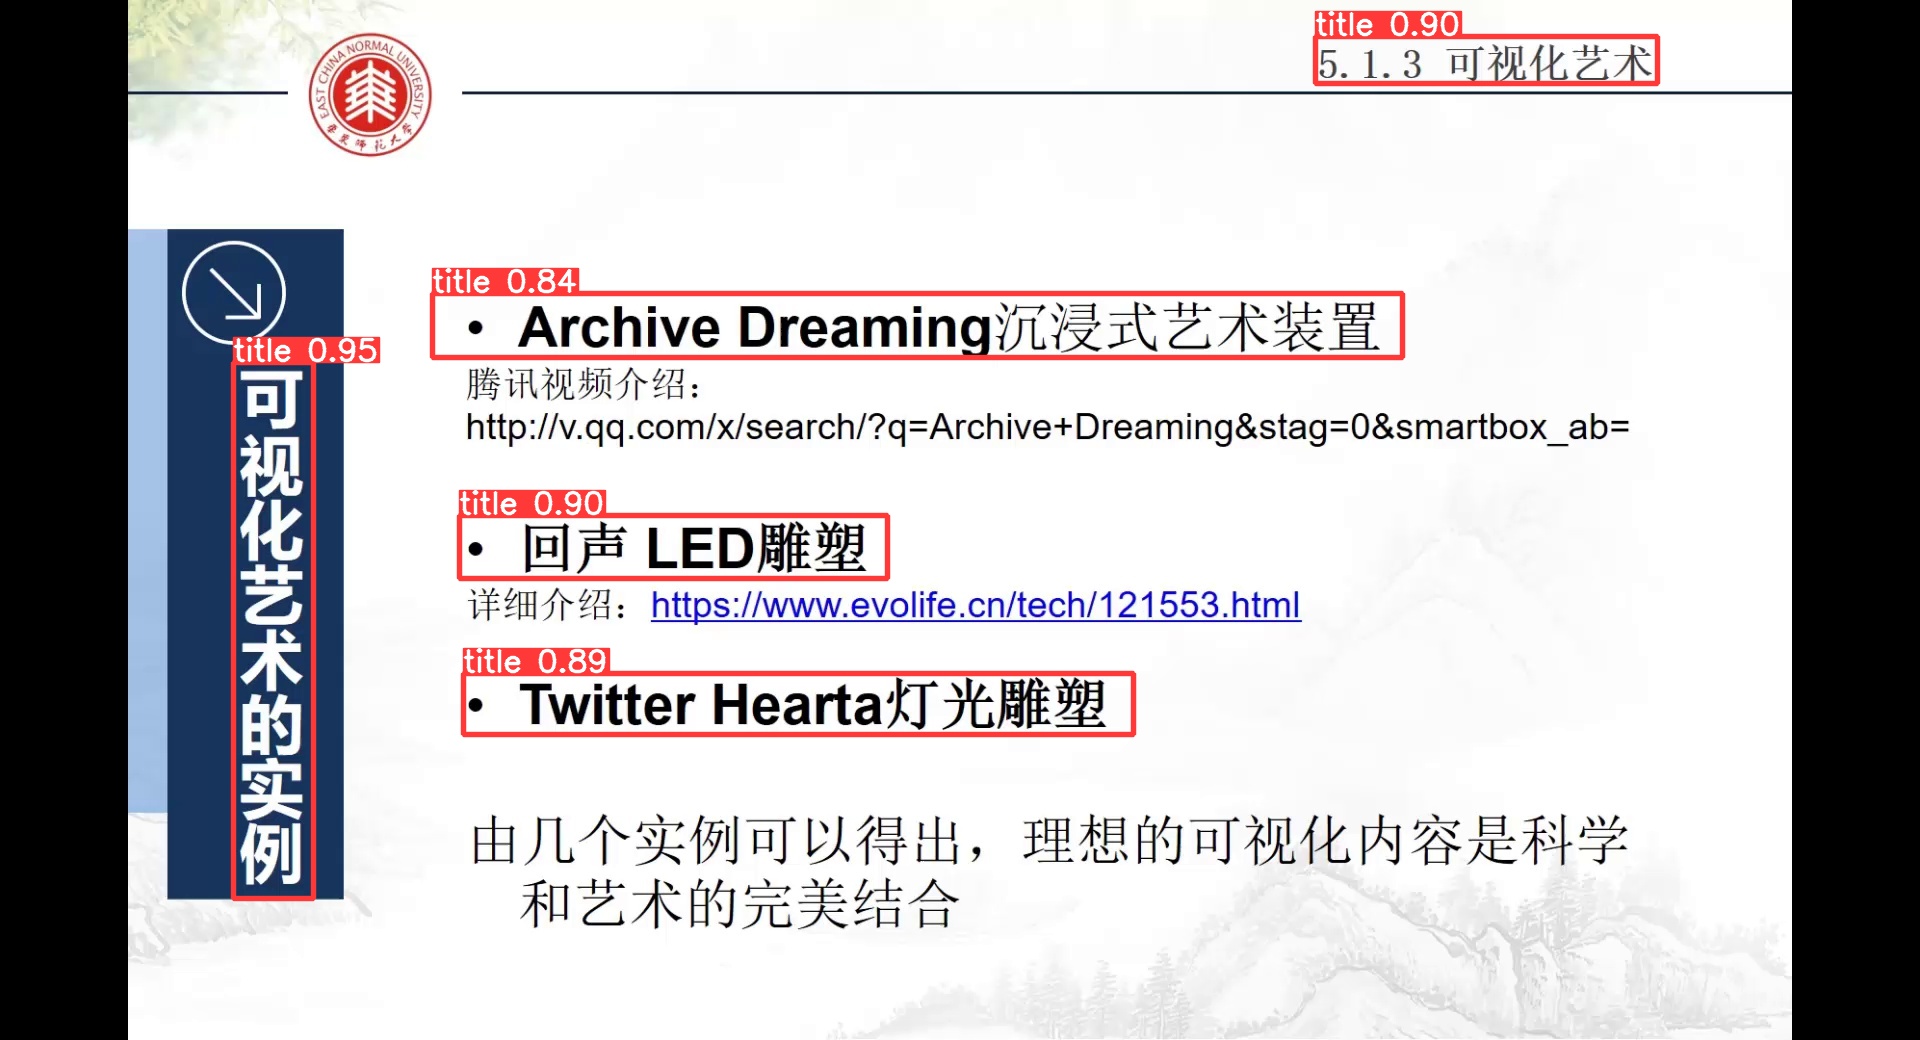 title 0.90
5.1.3 可视化艺术
EAST CHINA NORMAL UNIVERSITY
華東師範大學
title 0.95
可视化艺术的实例
title 0.84
• Archive Dreaming沉浸式艺术装置
腾讯视频介绍：
http://v.qq.com/x/search/?q=Archive+Dreaming&stag=0&smartbox_ab=
title 0.90
• 回声 LED雕塑
详细介绍：https://www.evolife.cn/tech/121553.html
title 0.89
• Twitter Hearta灯光雕塑
由几个实例可以得出，理想的可视化内容是科学
和艺术的完美结合